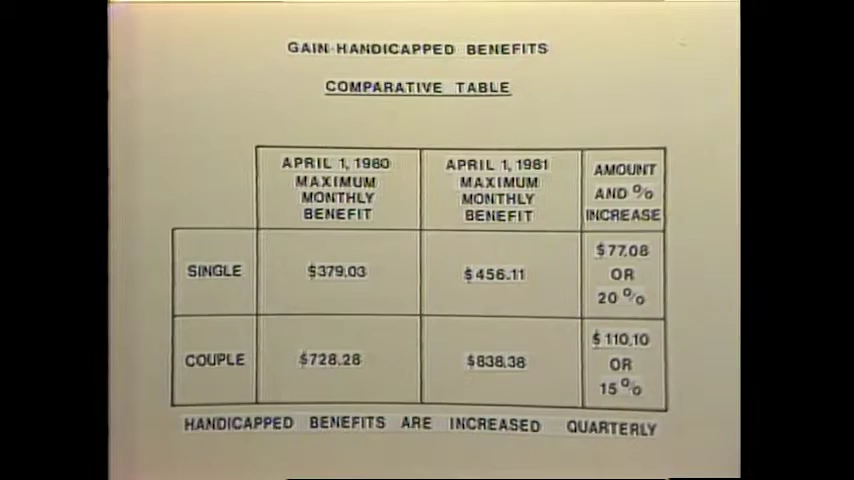 GAIN-HANDICAPPED BENEFITS
COMPARATIVE TABLE
APRIL 1, 1980
MAXIMUM
MONTHLY
BENEFIT
APRIL 1, 1981
MAXIMUM
MONTHLY
BENEFIT
AMOUNT
AND %
INCREASE
SINGLE
$379.03
$456.11
$77.08
OR
20 %
COUPLE
$728.28
$838.38
$110.10
OR
15 %
HANDICAPPED BENEFITS ARE INCREASED QUARTERLY